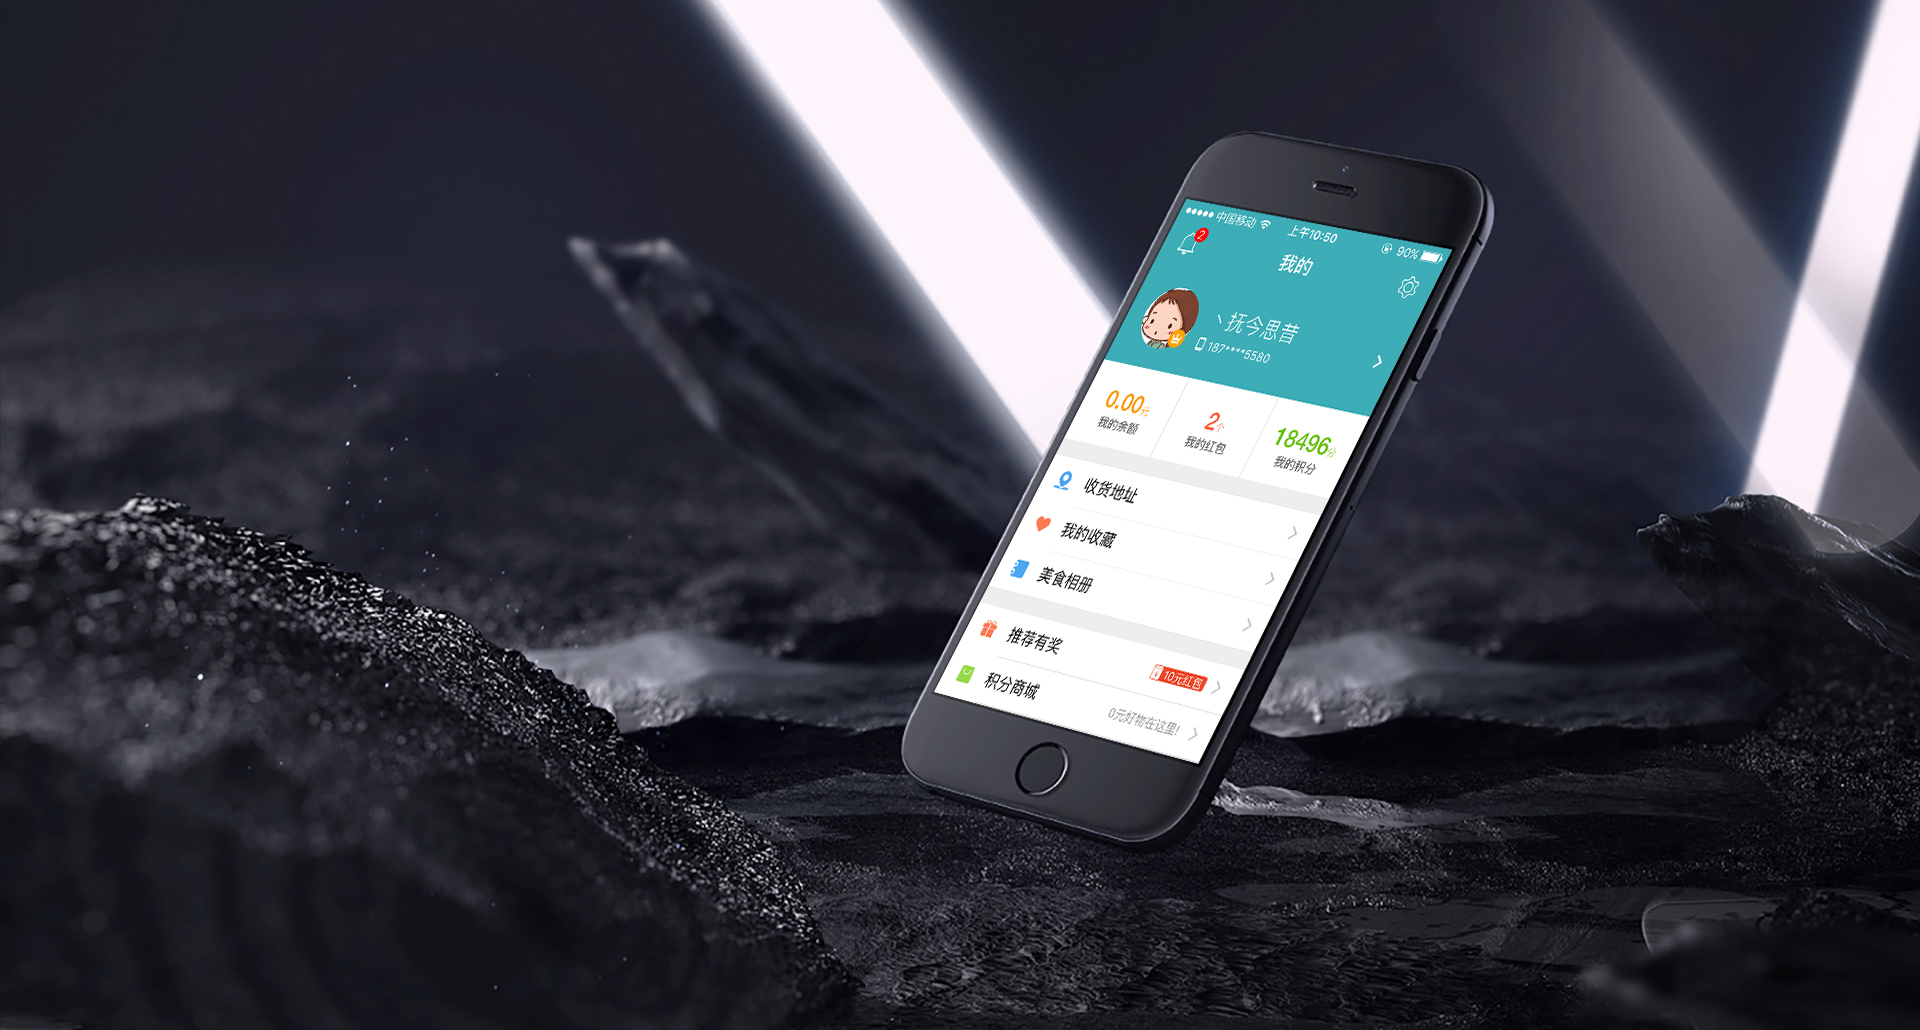 中国移动 上午10:50 90%
2
我的
丶抚今思昔
187****5580
0.00元 2个 18496分
我的余额 我的红包 我的积分
收货地址
我的收藏
美食相册
推荐有奖 10元红包
积分商城 0元好物在这里!